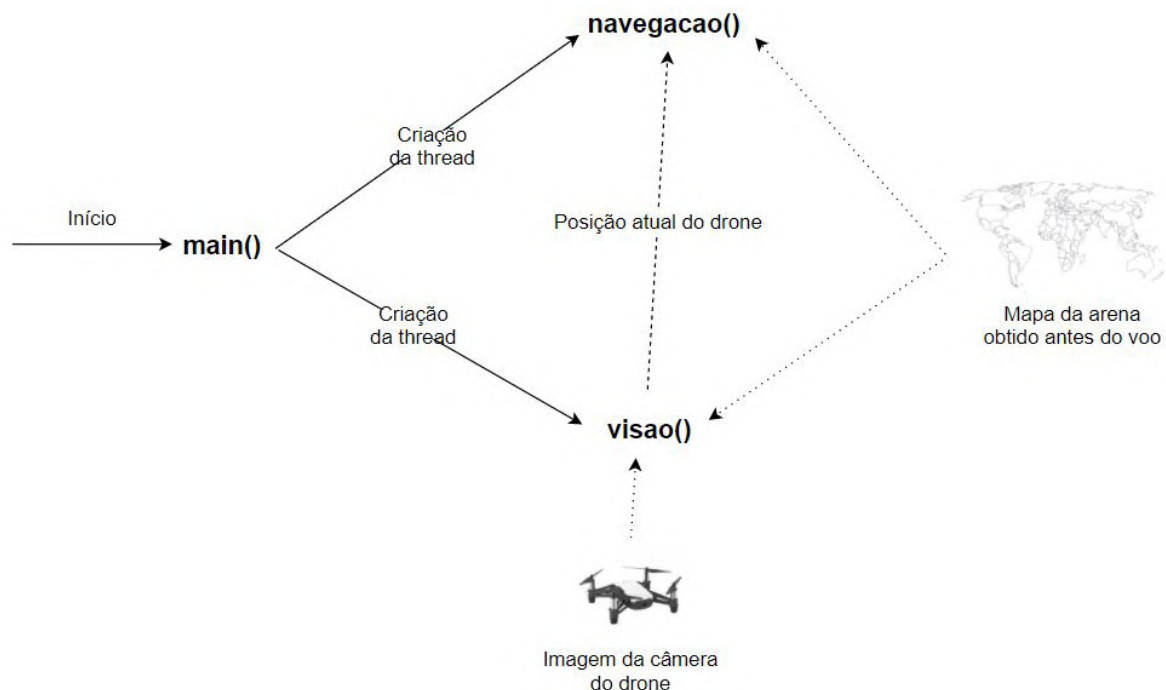 navegacao()
Criação
da thread
Início
main()
Posição atual do drone
Criação
da thread
Mapa da arena
obtido antes do voo
visao()
Imagem da câmera
do drone